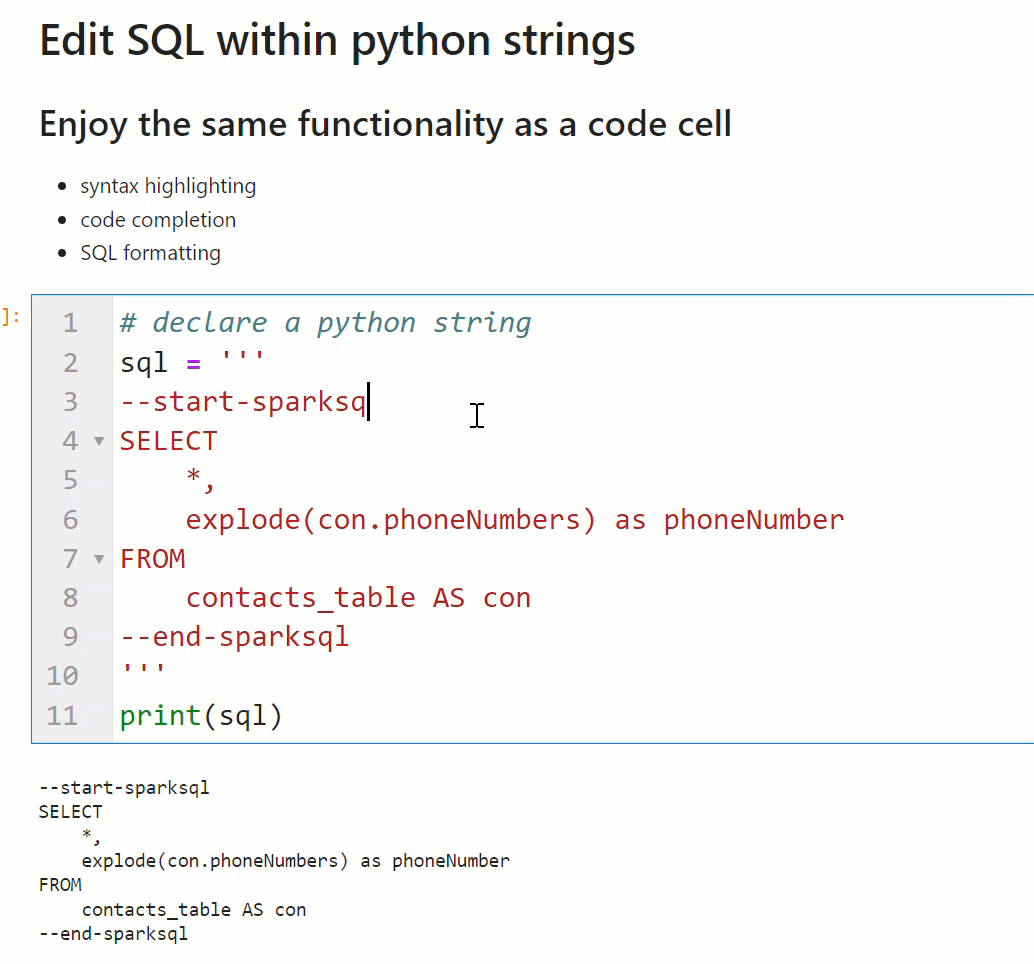 Edit SQL within python strings
Enjoy the same functionality as a code cell
• syntax highlighting
• code completion
• SQL formatting
]:
1 # declare a python string
2 sql = '''
3 --start-sparksq
4 ▼ SELECT
5     *,
6     explode(con.phoneNumbers) as phoneNumber
7 ▼ FROM
8     contacts_table AS con
9 --end-sparksql
10 '''
11 print(sql)
--start-sparksql
SELECT
    *,
    explode(con.phoneNumbers) as phoneNumber
FROM
    contacts_table AS con
--end-sparksql